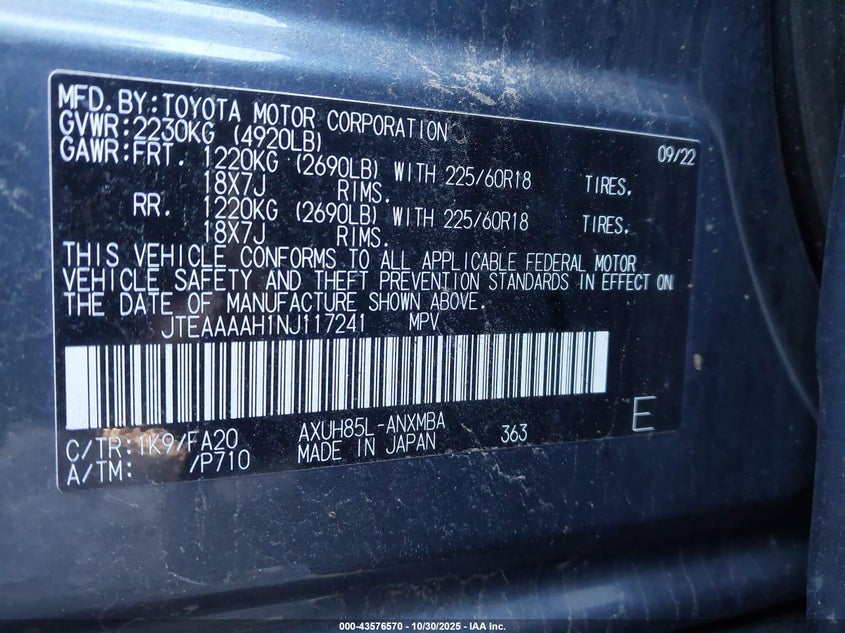 MFD.BY:TOYOTA MOTOR CORPORATION 09/22
GVWR:2230KG (4920LB)
GAWR:FRT. 1220KG (2690LB) WITH 225/60R18 TIRES.
18X7J RIMS.
RR. 1220KG (2690LB) WITH 225/60R18 TIRES.
18X7J RIMS.
THIS VEHICLE CONFORMS TO ALL APPLICABLE FEDERAL MOTOR
VEHICLE SAFETY AND THEFT PREVENTION STANDARDS IN EFFECT ON
THE DATE OF MANUFACTURE SHOWN ABOVE.
JTEAAAAH1NJ117241 MPV
C/TR:1K9/FA20 AXUH85L-ANXMBA 363 E
A/TM: /P710 MADE IN JAPAN
000-43576570 - 10/30/2025 - IAA Inc.